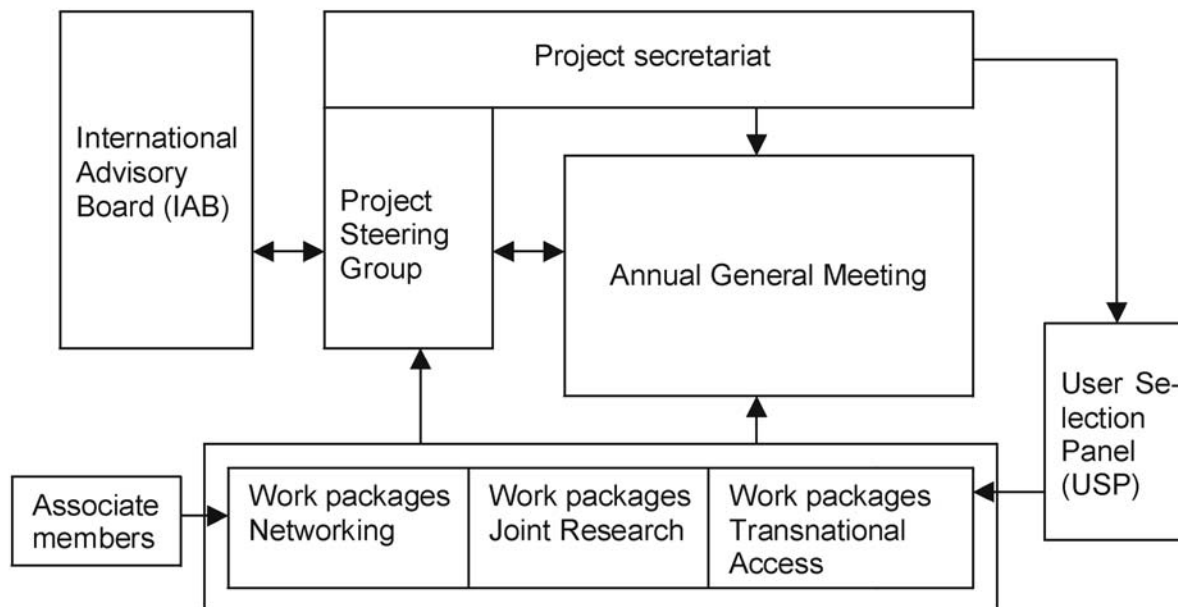 Project secretariat
International
Advisory
Board (IAB)
Project
Steering
Group
Annual General Meeting
User Se-
lection
Panel
(USP)
Associate
members
Work packages
Networking
Work packages
Joint Research
Work packages
Transnational
Access